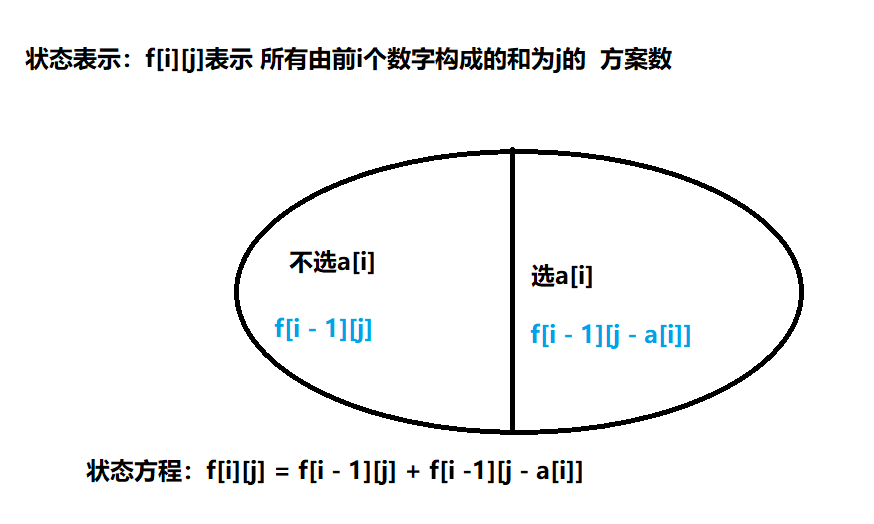 状态表示：f[i][j]表示 所有由前i个数字构成的和为j的  方案数
不选a[i]
选a[i]
f[i - 1][j]
f[i - 1][j - a[i]]
状态方程：f[i][j] = f[i - 1][j] + f[i -1][j - a[i]]